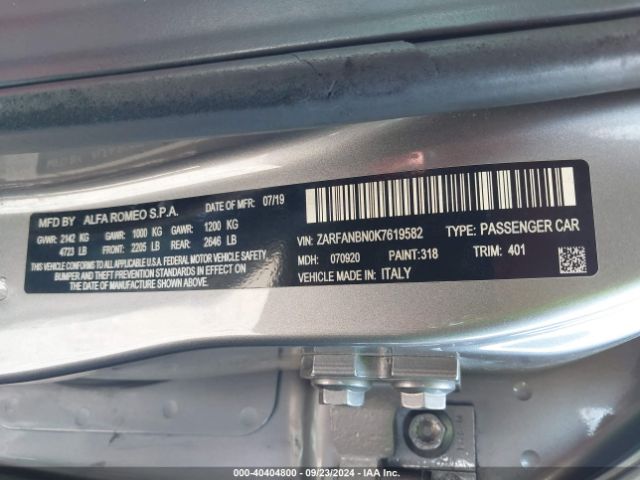 MFD BY ALFA ROMEO S.P.A. DATE OF MFR: 07/19
GVWR: 2142 KG GAWR: 1000 KG GAWR: 1200 KG
4723 LB FRONT: 2205 LB REAR: 2646 LB
THIS VEHICLE CONFORMS TO ALL APPLICABLE U.S.A. FEDERAL MOTOR VEHICLE SAFETY,
BUMPER AND THEFT PREVENTION STANDARDS IN EFFECT ON THE
DATE OF MANUFACTURE SHOWN ABOVE.
VIN: ZARFANBN0K7619582 TYPE: PASSENGER CAR
MDH: 070920 PAINT: 318 TRIM: 401
VEHICLE MADE IN: ITALY
000-40404800 - 09/23/2024 - IAA Inc.